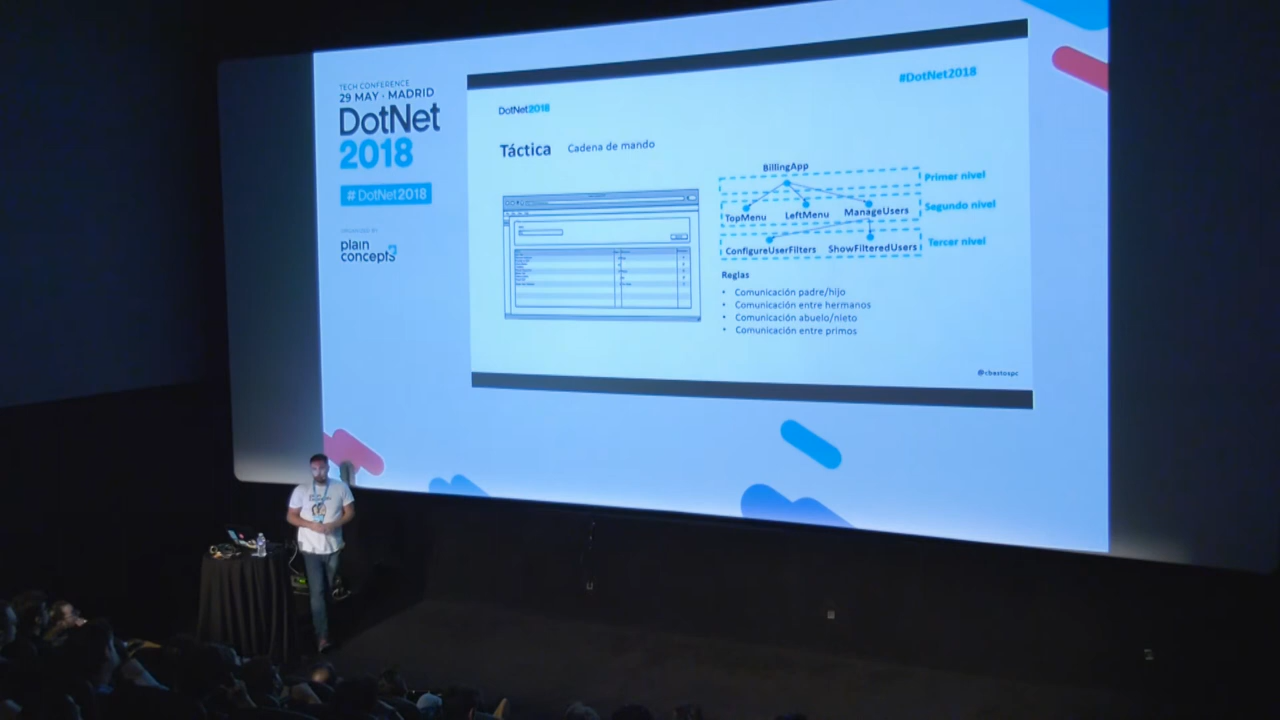 TECH CONFERENCE
29 MAY - MADRID
DotNet
2018
#DotNet2018
plain
concepts
#DotNet2018
DotNet2018
Táctica Cadena de mando
BillingApp
Primer nivel
TopMenu LeftMenu ManageUsers
Segundo nivel
ConfigureUserFilters ShowFilteredUsers
Tercer nivel
Reglas
• Comunicación padre/hijo
• Comunicación entre hermanos
• Comunicación abuelo/nieto
• Comunicación entre primos
@cbastospc